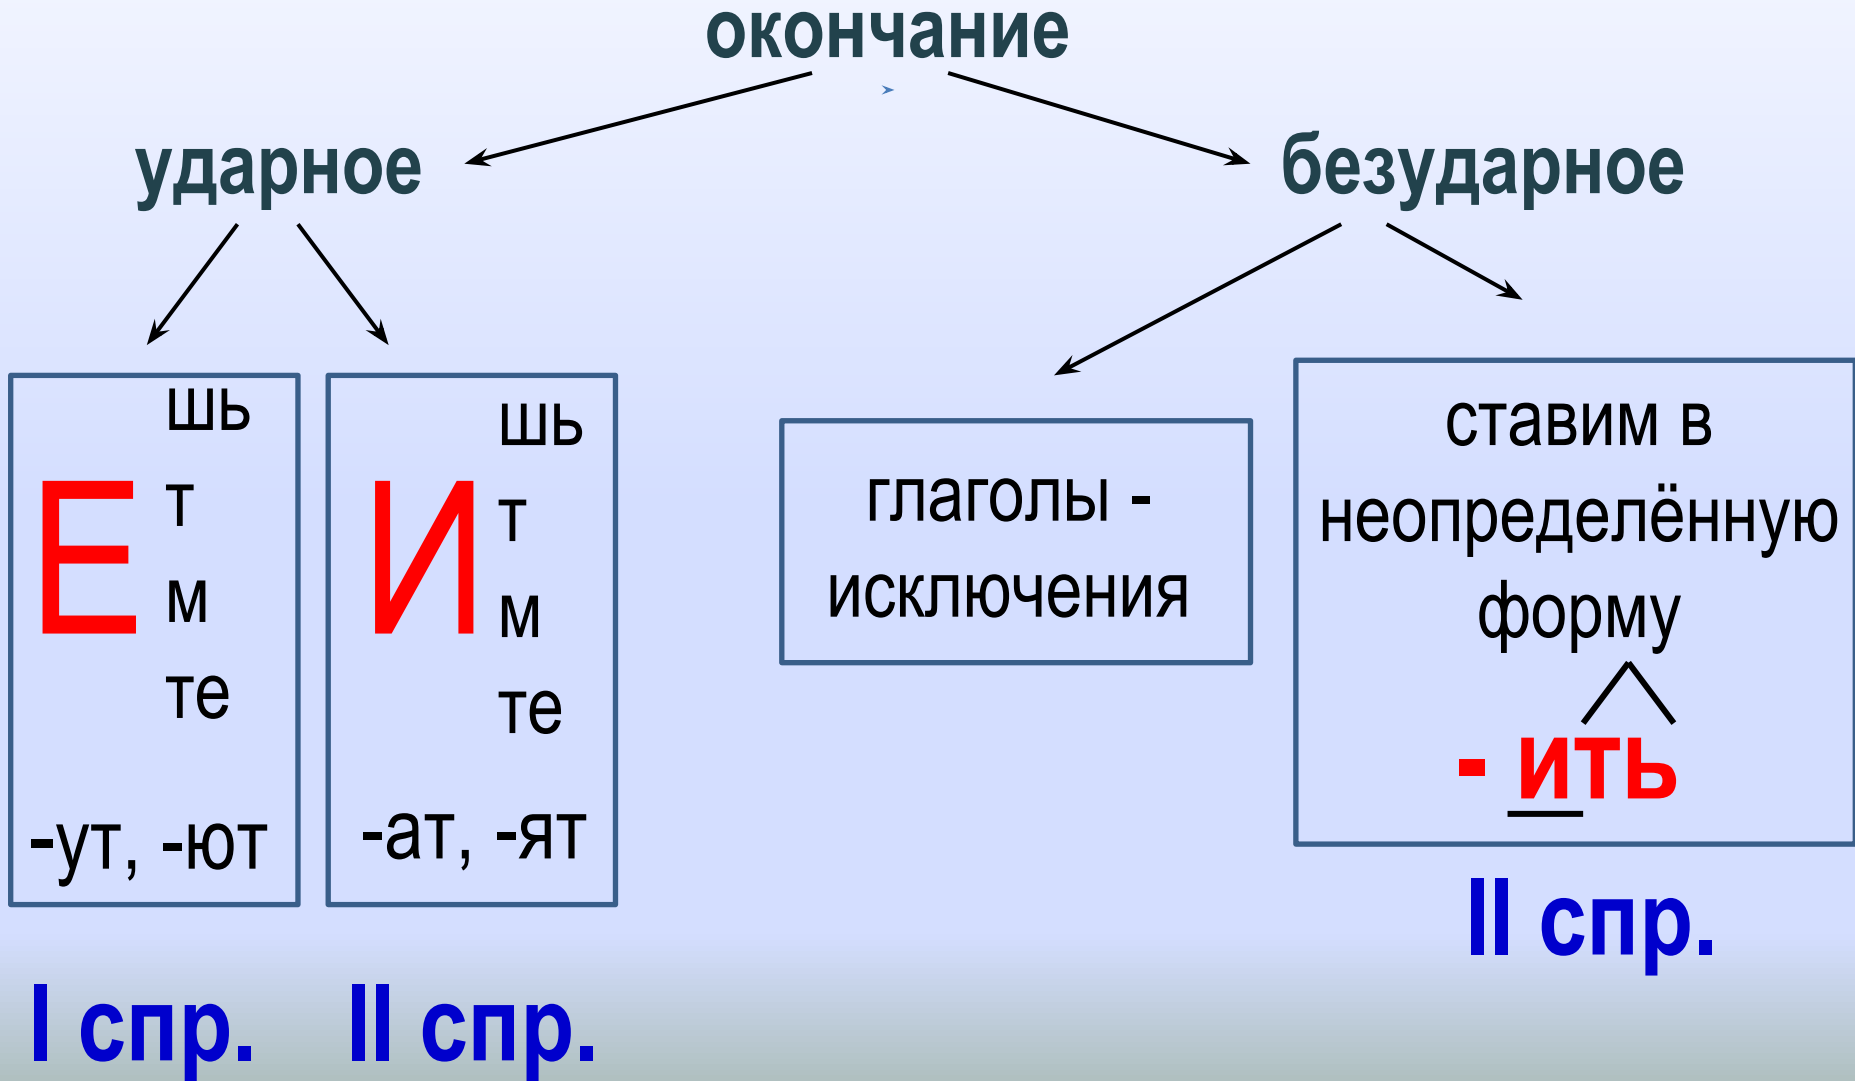 окончание
ударное
безударное
Е
шь
т
м
те
-ут, -ют
I спр.
И
шь
т
м
те
-ат, -ят
II спр.
глаголы -
исключения
ставим в
неопределённую
форму
- ить
II спр.